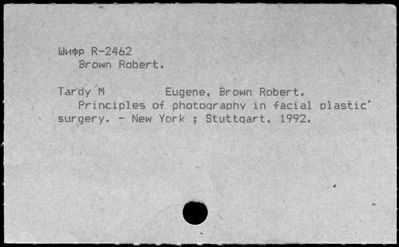 Шифр R-2462
Brown Robert.
Tardy M Eugene, Brown Robert.
Principles of photography in facial plastic
surgery. - New York ; Stuttgart, 1992.